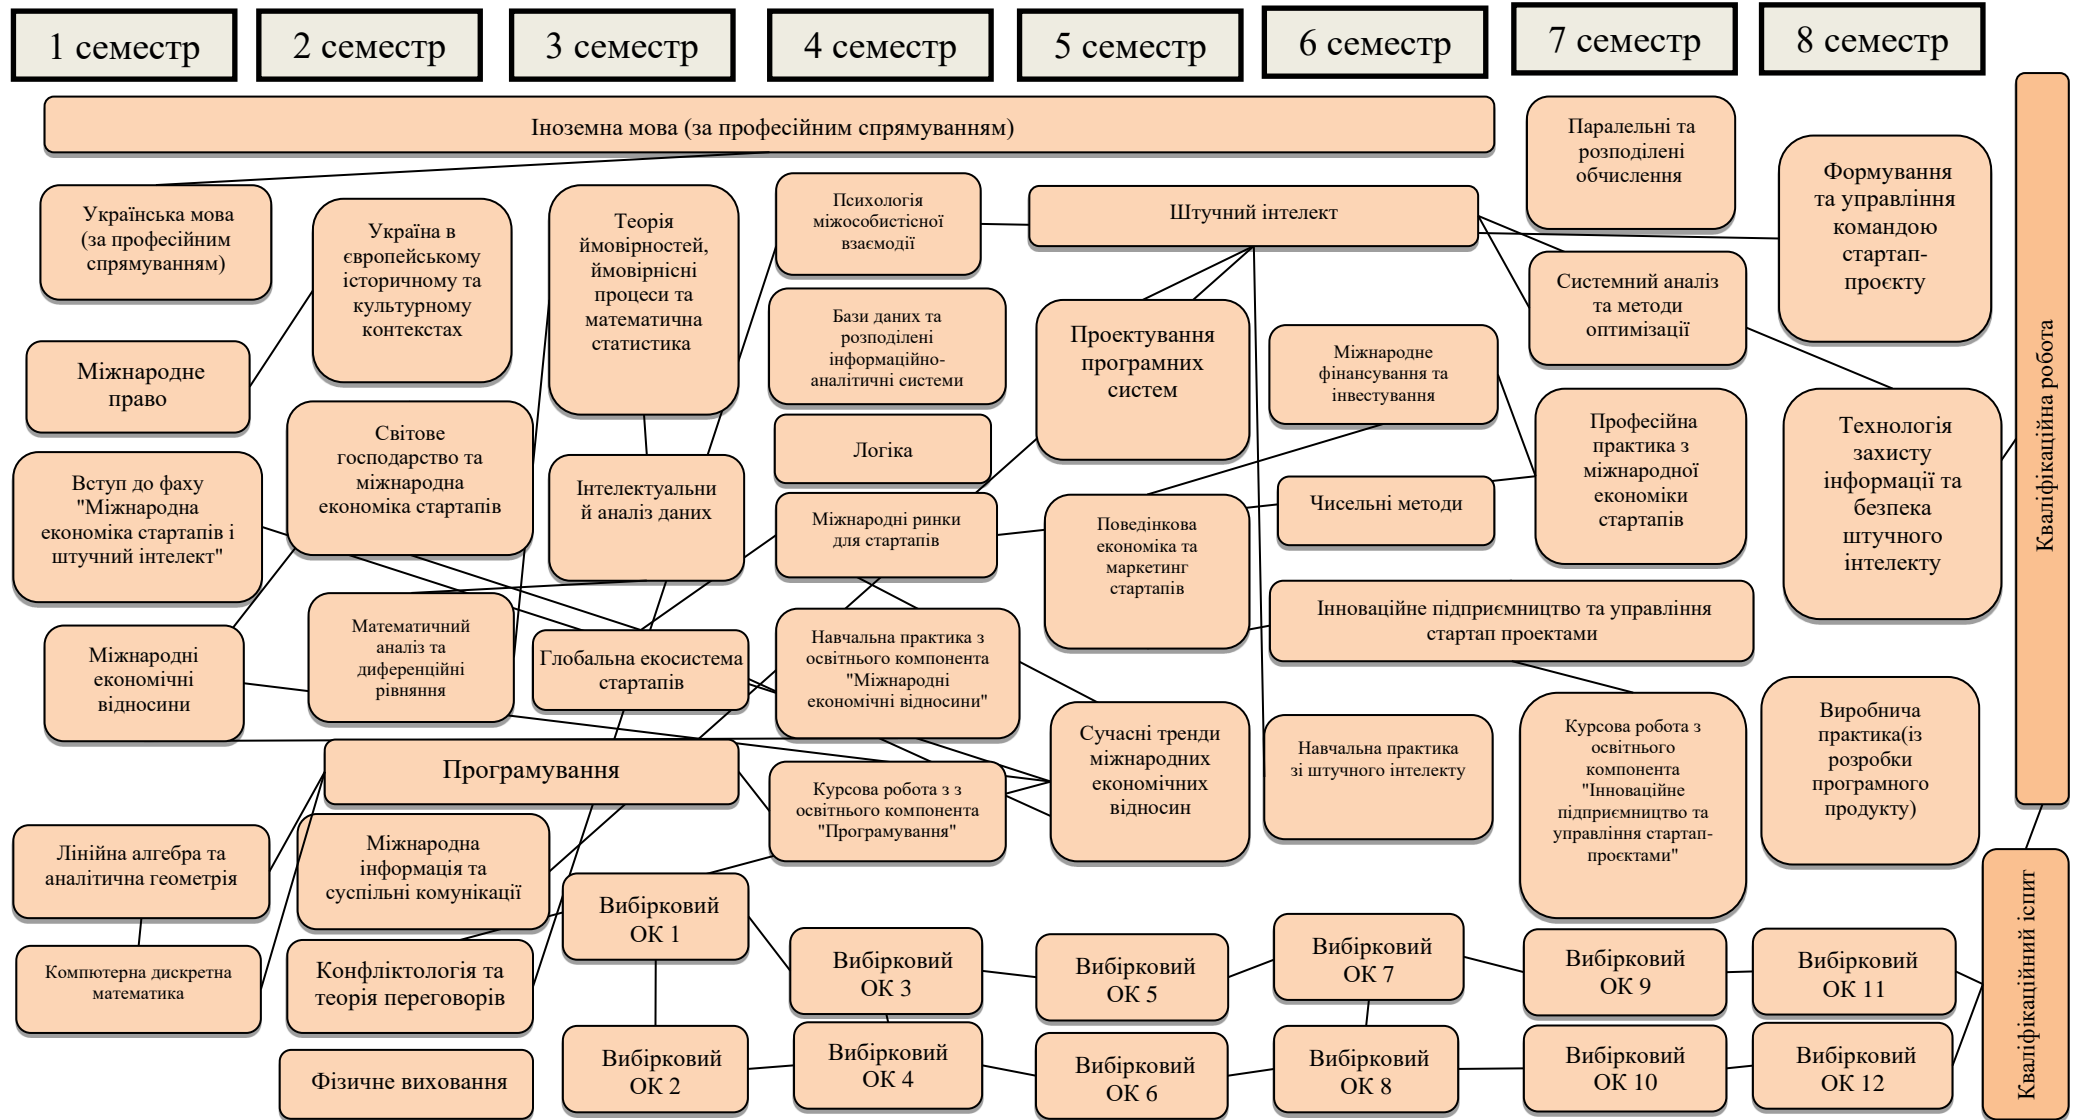 1 семестр
2 семестр
3 семестр
4 семестр
5 семестр
6 семестр
7 семестр
8 семестр
Іноземна мова (за професійним спрямуванням)
Українська мова
(за професійним
спрямуванням)
Міжнародне
право
Вступ до фаху
"Міжнародна
економіка стартапів і
штучний інтелект"
Міжнародні
економічні
відносини
Лінійна алгебра та
аналітична геометрія
Компютерна дискретна
математика
Україна в
європейському
історичному та
культурному
контекстах
Світове
господарство та
міжнародна
економіка стартапів
Математичний
аналіз та
диференційні
рівняння
Програмування
Міжнародна
інформація та
суспільні комунікації
Конфліктологія та
теорія переговорів
Фізичне виховання
Теорія
ймовірностей,
ймовірнісні
процеси та
математична
статистика
Інтелектуальни
й аналіз даних
Глобальна екосистема
стартапів
Вибірковий
ОК 1
Вибірковий
ОК 2
Психологія
міжособистісної
взаємодії
Бази даних та
розподілені
інформаційно-
аналітичні системи
Логіка
Міжнародні ринки
для стартапів
Навчальна практика з
освітнього компонента
"Міжнародні
економічні відносини"
Курсова робота з з
освітнього компонента
"Програмування"
Вибірковий
ОК 3
Вибірковий
ОК 4
Штучний інтелект
Проектування
програмних
систем
Поведінкова
економіка та
маркетинг
стартапів
Сучасні тренди
міжнародних
економічних
відносин
Вибірковий
ОК 5
Вибірковий
ОК 6
Міжнародне
фінансування та
інвестування
Чисельні методи
Інноваційне підприємництво та управління
стартап проектами
Навчальна практика
зі штучного інтелекту
Вибірковий
ОК 7
Вибірковий
ОК 8
Паралельні та
розподілені
обчислення
Системний аналіз
та методи
оптимізації
Професійна
практика з
міжнародної
економіки
стартапів
Курсова робота з
освітнього
компонента
"Інноваційне
підприємництво та
управління стартап-
проєктами"
Вибірковий
ОК 9
Вибірковий
ОК 10
Формування
та управління
командою
стартап-
проєкту
Технологія
захисту
інформації та
безпека
штучного
інтелекту
Виробнича
практика(із
розробки
програмного
продукту)
Вибірковий
ОК 11
Вибірковий
ОК 12
Кваліфікаційна робота
Кваліфікаційний іспит